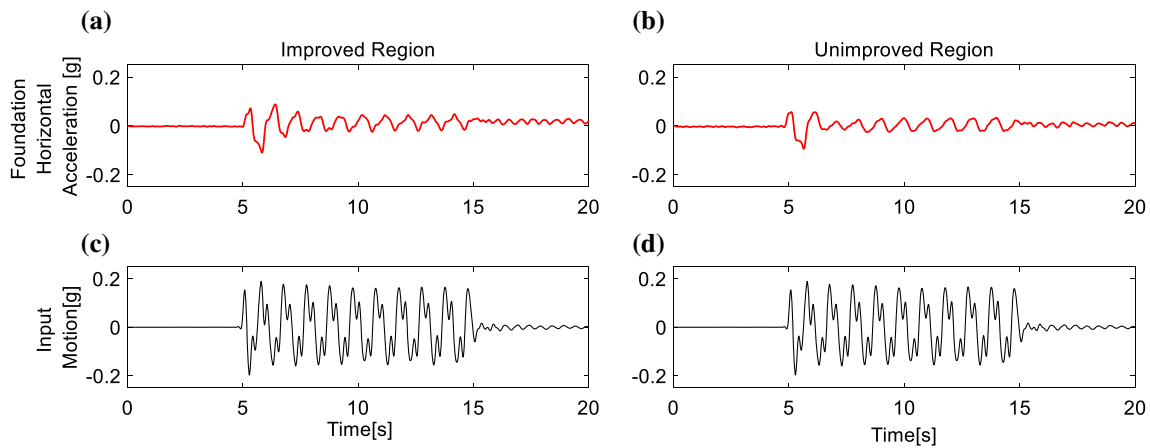 (a)
(b)
Improved Region
Unimproved Region
Foundation
Horizontal
Acceleration [g]
0.2
0
-0.2
0 5 10 15 20
0.2
0
-0.2
0 5 10 15 20
(c)
(d)
Input
Motion[g]
0.2
0
-0.2
0 5 10 15 20
Time[s]
0.2
0
-0.2
0 5 10 15 20
Time[s]